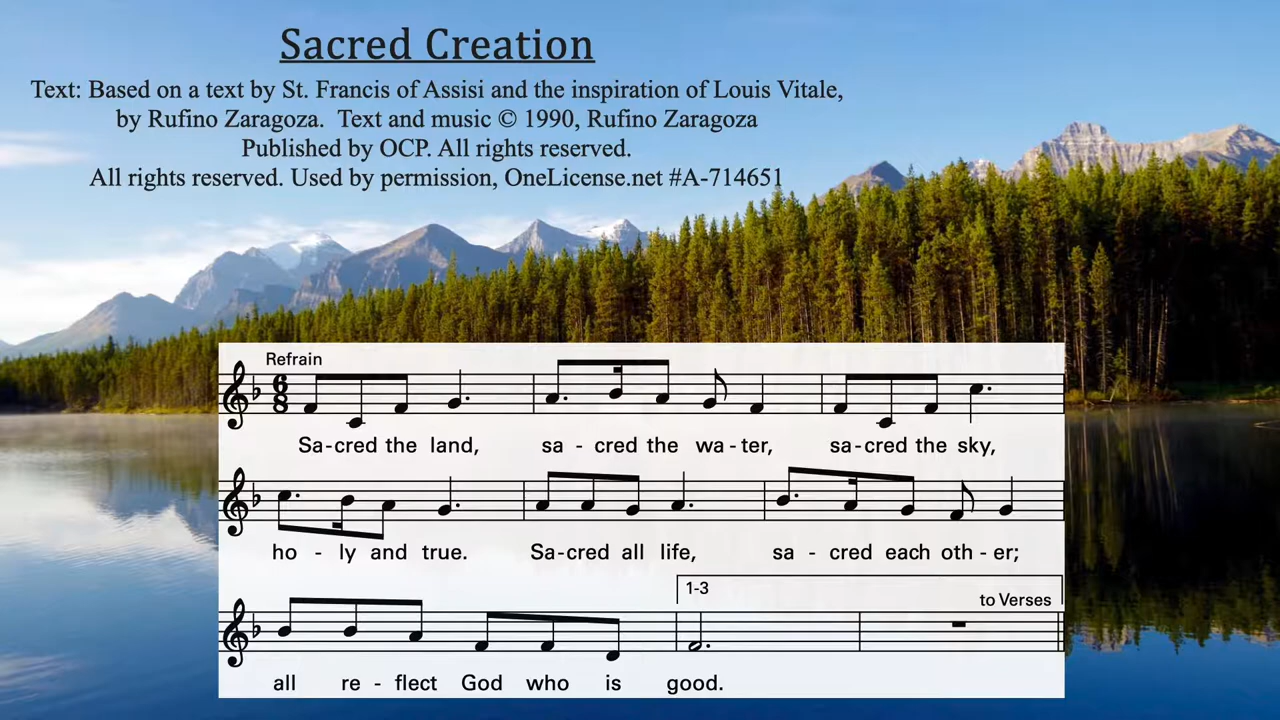 Sacred Creation
Text: Based on a text by St. Francis of Assisi and the inspiration of Louis Vitale,
by Rufino Zaragoza. Text and music © 1990, Rufino Zaragoza
Published by OCP. All rights reserved.
All rights reserved. Used by permission, OneLicense.net #A-714651
Refrain
6
8
Sa-cred the land, sa - cred the wa - ter, sa - cred the sky,
ho - ly and true. Sa-cred all life, sa - cred each oth - er;
1-3
to Verses
all re - flect God who is good.